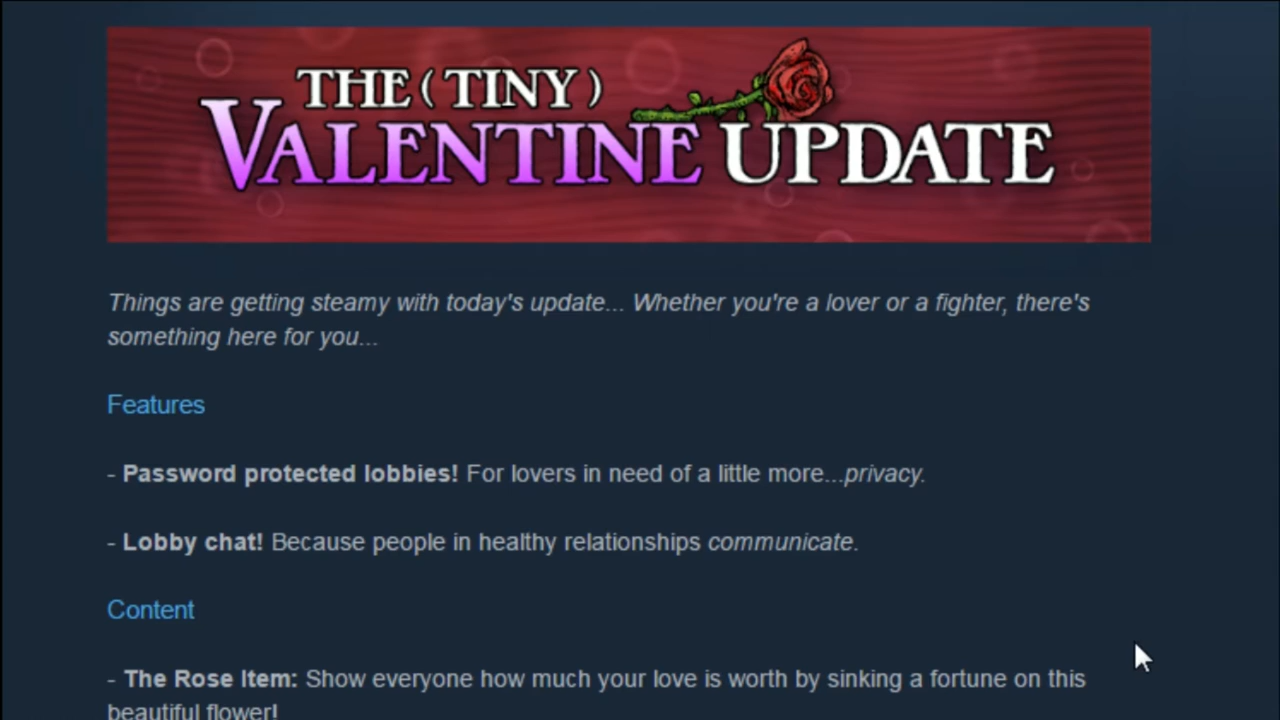 THE (TINY)
VALENTINE UPDATE
Things are getting steamy with today's update... Whether you're a lover or a fighter, there's
something here for you...
Features
- Password protected lobbies! For lovers in need of a little more...privacy.
- Lobby chat! Because people in healthy relationships communicate.
Content
- The Rose Item: Show everyone how much your love is worth by sinking a fortune on this
beautiful flower!